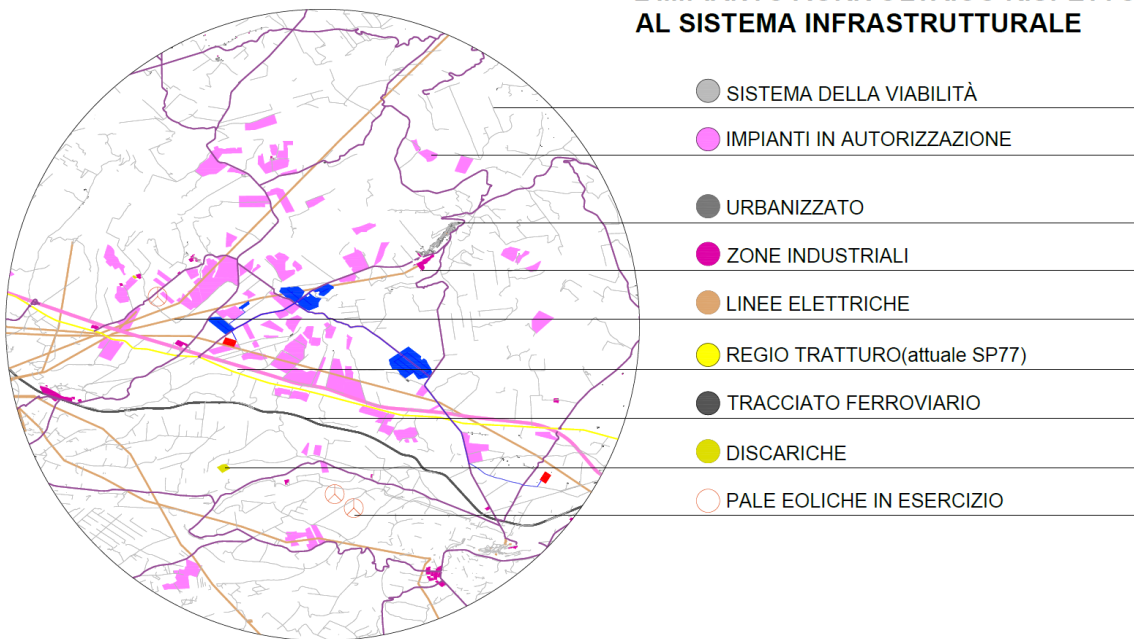 AL SISTEMA INFRASTRUTTURALE
SISTEMA DELLA VIABILITÀ
IMPIANTI IN AUTORIZZAZIONE
URBANIZZATO
ZONE INDUSTRIALI
LINEE ELETTRICHE
REGIO TRATTURO(attuale SP77)
TRACCIATO FERROVIARIO
DISCARICHE
PALE EOLICHE IN ESERCIZIO